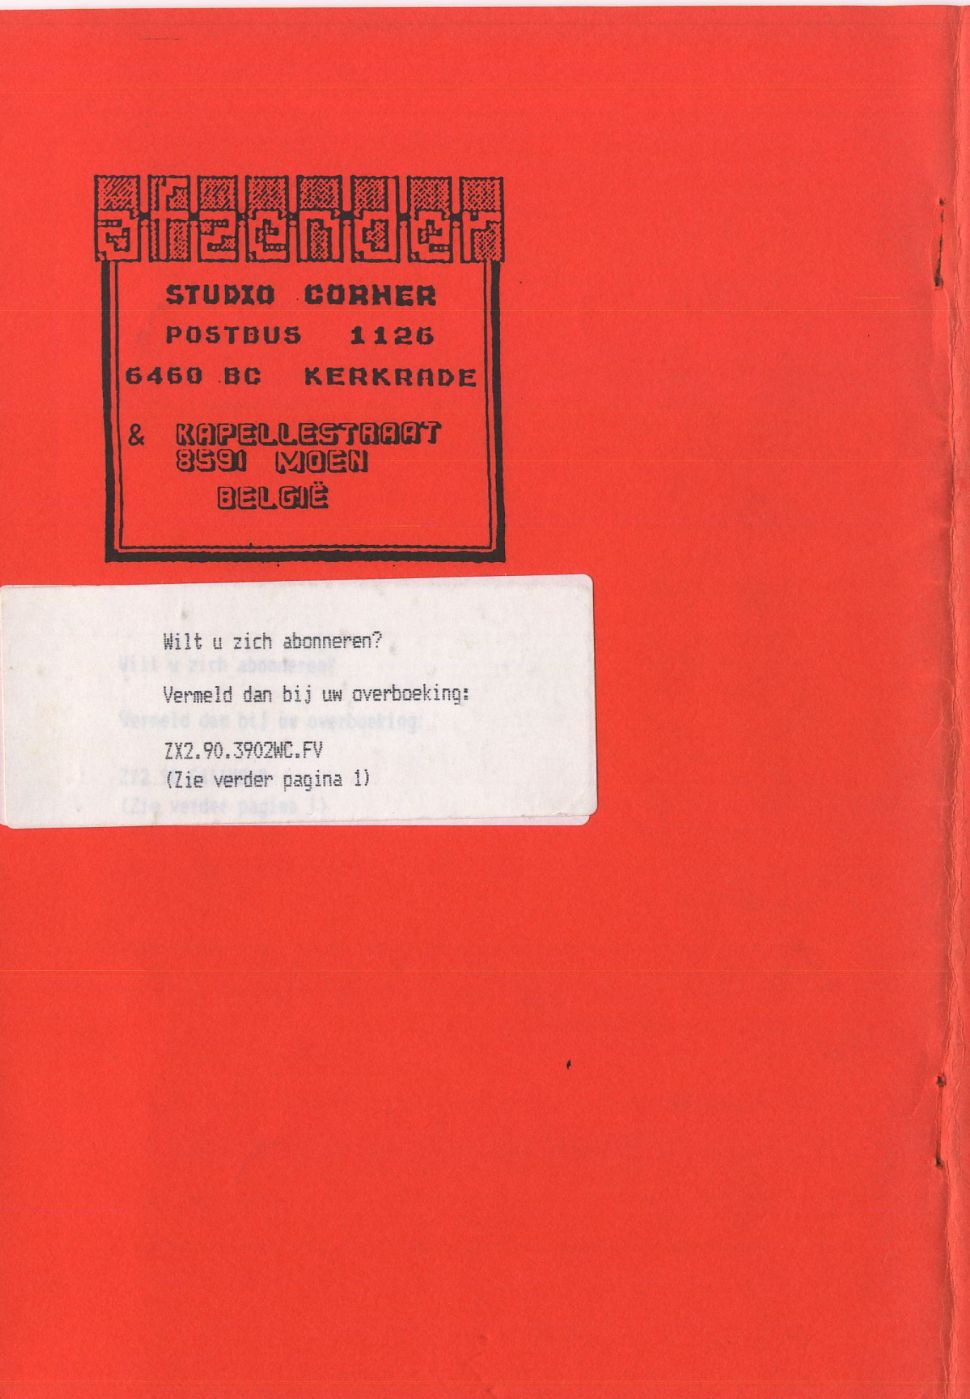 afzender
STUDIO CORNER
POSTBUS 1126
6460 BC KERKRADE
& KAPELLESTRAAT
8591 MOEN
BELGIË
Wilt u zich abonneren?
Vermeld dan bij uw overboeking:
ZX2.90.3902WC.FV
(Zie verder pagina 1)